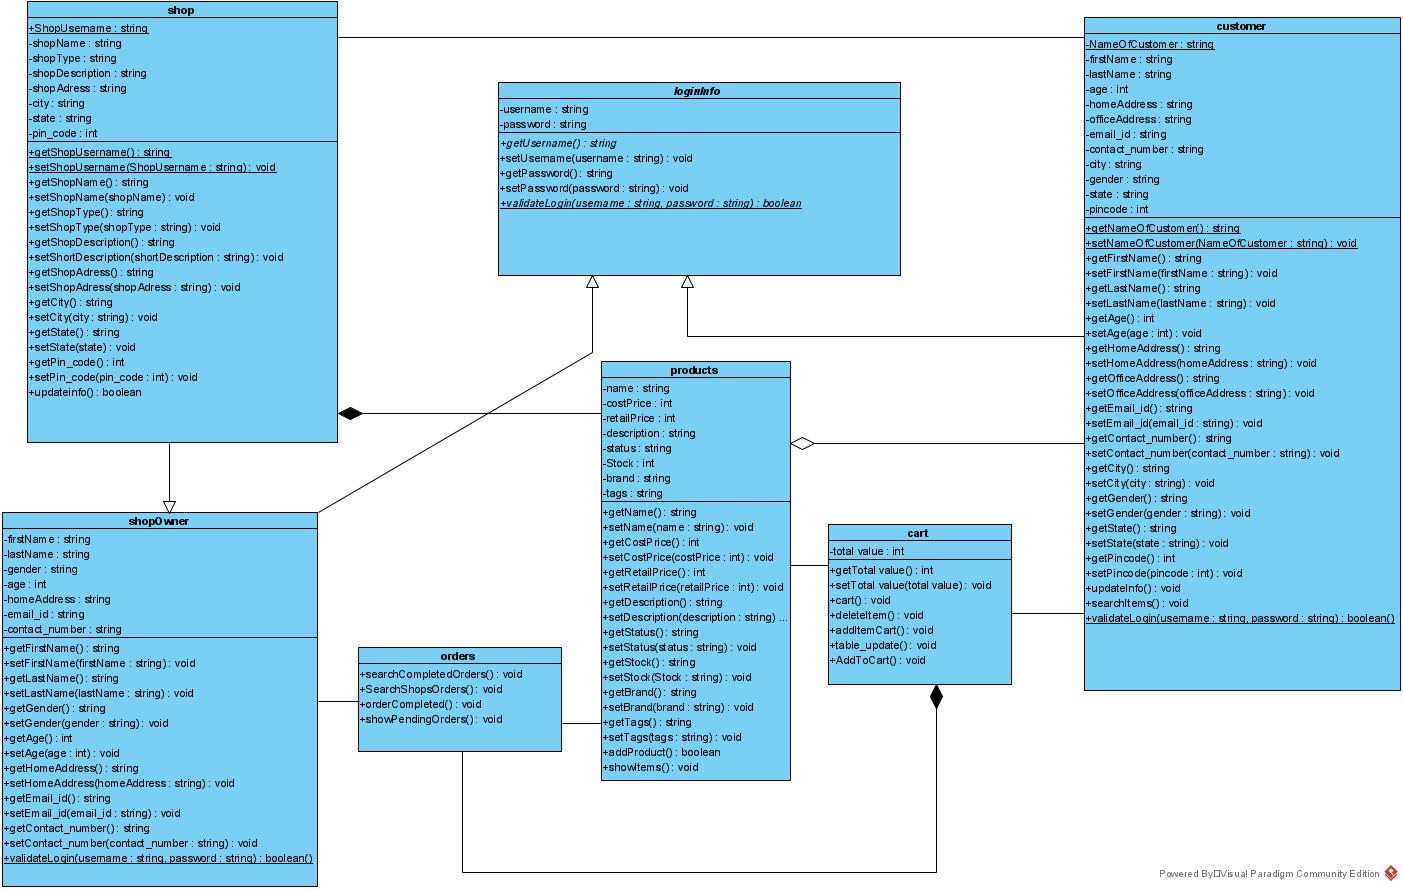 shop
+ShopUsername : string
-shopName : string
-shopType : string
-shopDescription : string
-shopAdress : string
-city : string
-state : string
-pin_code : int
+getShopUsername() : string
+setShopUsername(ShopUsername : string) : void
+getShopName() : string
+setShopName(shopName) : void
+getShopType() : string
+setShopType(shopType : string) : void
+getShopDescription() : string
+setShortDescription(shortDescription : string) : void
+getShopAdress() : string
+setShopAdress(shopAdress : string) : void
+getCity() : string
+setCity(city : string) : void
+getState() : string
+setState(state) : void
+getPin_code() : int
+setPin_code(pin_code : int) : void
+updateinfo() : boolean
loginInfo
-username : string
-password : string
+getUsername() : string
+setUsername(username : string) : void
+getPassword() : string
+setPassword(password : string) : void
+validateLogin(username : string, password : string) : boolean
customer
-NameOfCustomer : string
-firstName : string
-lastName : string
-age : int
-homeAddress : string
-officeAddress : string
-email_id : string
-contact_number : string
-city : string
-gender : string
-state : string
-pincode : int
+getNameOfCustomer() : string
+setNameOfCustomer(NameOfCustomer : string) : void
+getFirstName() : string
+setFirstName(firstName : string) : void
+getLastName() : string
+setLastName(lastName : string) : void
+getAge() : int
+setAge(age : int) : void
+getHomeAddress() : string
+setHomeAddress(homeAddress : string) : void
+getOfficeAddress() : string
+setOfficeAddress(officeAddress : string) : void
+getEmail_id() : string
+setEmail_id(email_id : string) : void
+getContact_number() : string
+setContact_number(contact_number : string) : void
+getCity() : string
+setCity(city : string) : void
+getGender() : string
+setGender(gender : string) : void
+getState() : string
+setState(state : string) : void
+getPincode() : int
+setPincode(pincode : int) : void
+updateInfo() : void
+searchItems() : void
+validateLogin(username : string, password : string) : boolean()
products
-name : string
-costPrice : int
-retailPrice : int
-description : string
-status : string
-Stock : int
-brand : string
-tags : string
+getName() : string
+setName(name : string) : void
+getCostPrice() : int
+setCostPrice(costPrice : int) : void
+getRetailPrice() : int
+setRetailPrice(retailPrice : int) : void
+getDescription() : string
+setDescription(description : string) ...
+getStatus() : string
+setStatus(status : string) : void
+getStock() : string
+setStock(Stock : string) : void
+getBrand() : string
+setBrand(brand : string) : void
+getTags() : string
+setTags(tags : string) : void
+addProduct() : boolean
+showItems() : void
shopOwner
-firstName : string
-lastName : string
-gender : string
-age : int
-homeAddress : string
-email_id : string
-contact_number : string
+getFirstName() : string
+setFirstName(firstName : string) : void
+getLastName() : string
+setLastName(lastName : string) : void
+getGender() : string
+setGender(gender : string) : void
+getAge() : int
+setAge(age : int) : void
+getHomeAddress() : string
+setHomeAddress(homeAddress : string) : void
+getEmail_id() : string
+setEmail_id(email_id : string) : void
+getContact_number() : string
+setContact_number(contact_number : string) : void
+validateLogin(username : string, password : string) : boolean()
cart
-total value : int
+getTotal value() : int
+setTotal value(total value) : void
+cart() : void
+deleteItem() : void
+addItemCart() : void
+table_update() : void
+AddToCart() : void
orders
+searchCompletedOrders() : void
+SearchShopsOrders() : void
+orderCompleted() : void
+showPendingOrders() : void
Powered By Visual Paradigm Community Edition